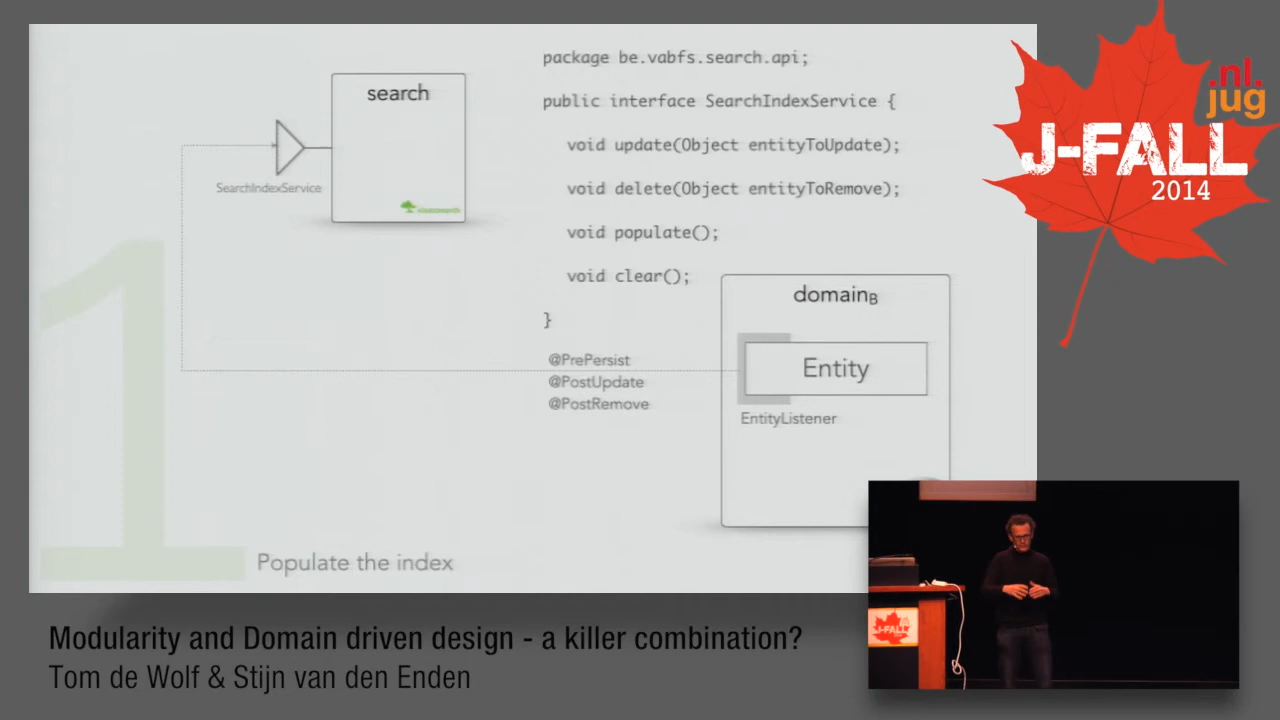 search
SearchIndexService
package be.vabfs.search.api;
public interface SearchIndexService {
void update(Object entityToUpdate);
void delete(Object entityToRemove);
void populate();
void clear();
}
domainB
Entity
EntityListener
@PrePersist
@PostUpdate
@PostRemove
1
Populate the index
.nl.
jug
J-FALL
2014
J-FALL
Modularity and Domain driven design - a killer combination?
Tom de Wolf & Stijn van den Enden